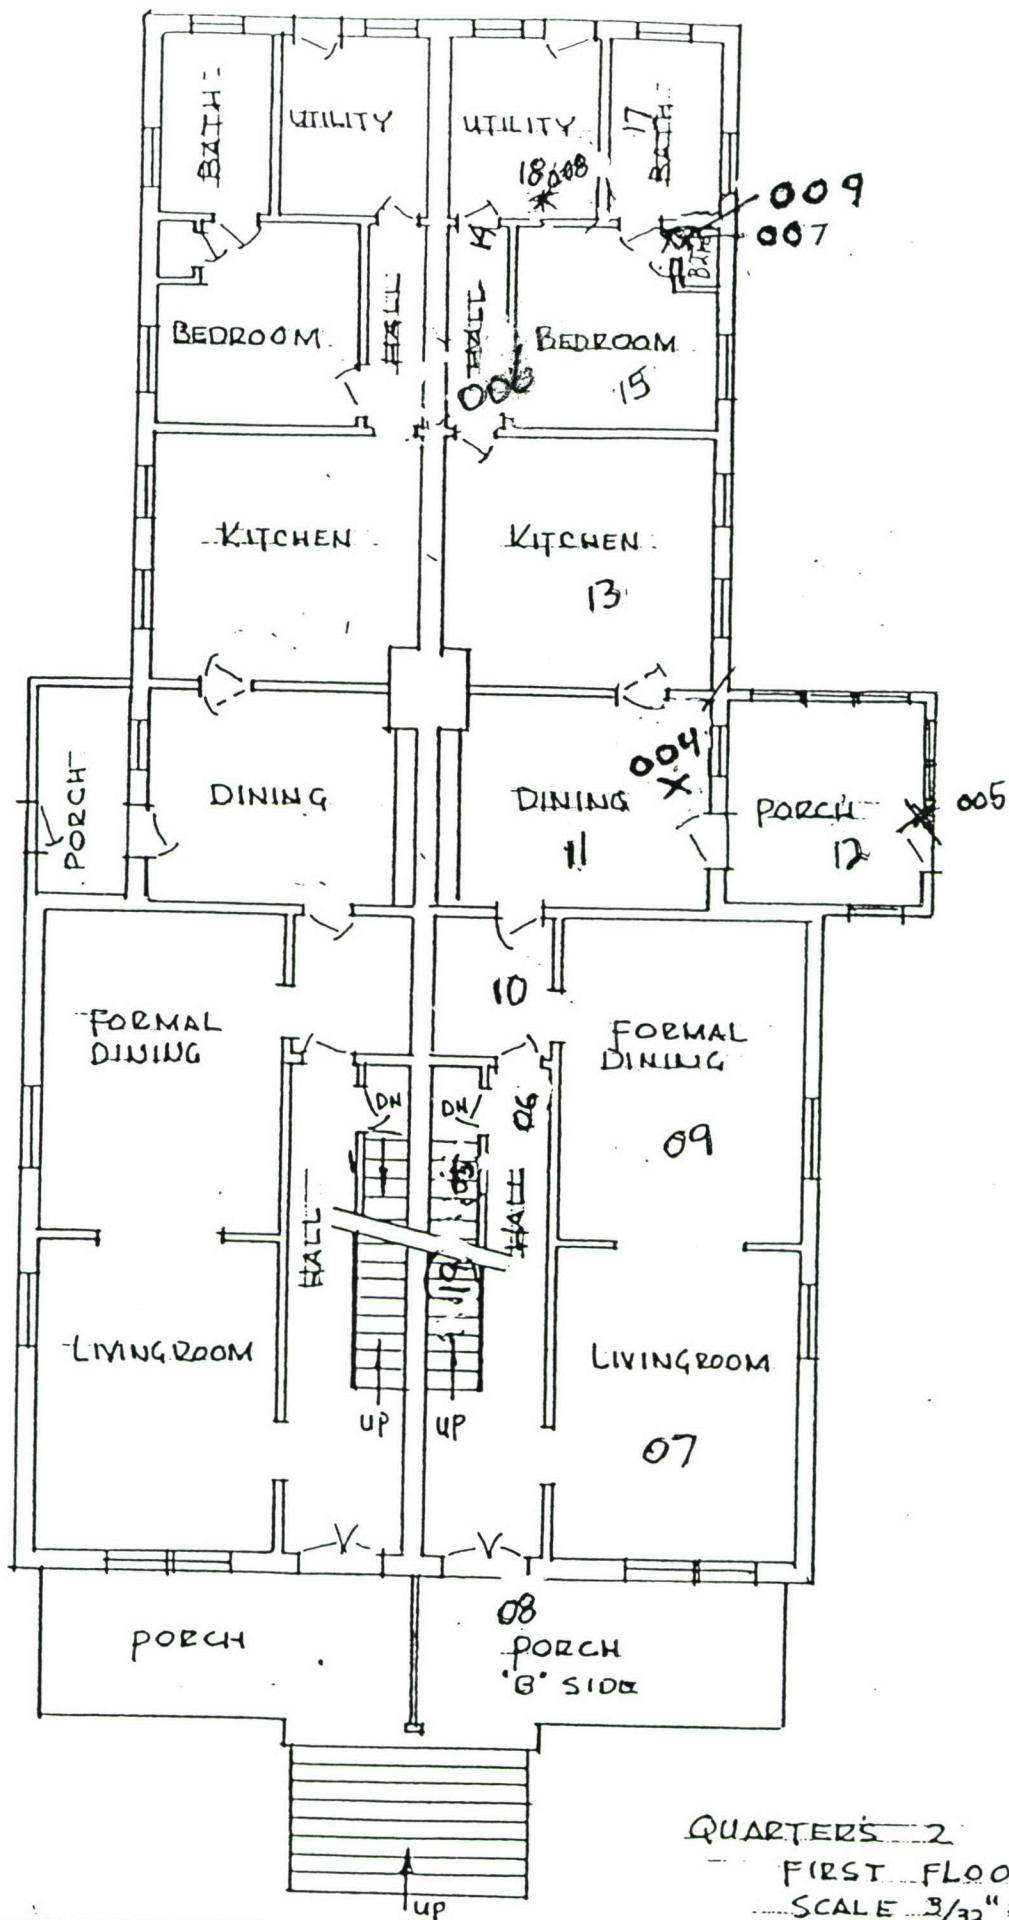 BATH
UTILITY
UTILITY
17
BATH
18 008
009
007
BEDROOM
HALL
HALL
BEDROOM
006
15
KITCHEN
KITCHEN
13
PORCH
DINING
004
DINING
11
PORCH
12
005
10
FORMAL
DINING
FORMAL
DINING
DN
DN
06
09
HALL
HALL
LIVINGROOM
LIVINGROOM
UP
UP
07
08
PORCH
PORCH
"B" SIDE
UP
QUARTERS 2
FIRST FLOO
SCALE 3/32"